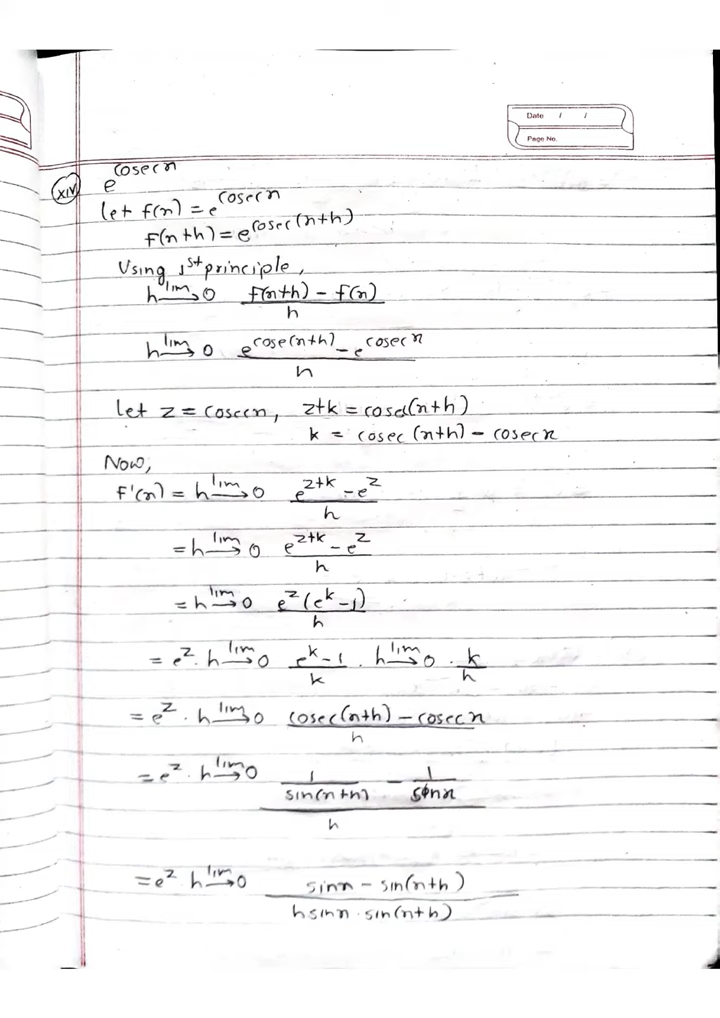 Date / /
Page No.
(xiv) e^cosecx
let f(x) = e^cosecx
f(x+h) = e^cosec(x+h)
Using 1st principle,
h lim→ 0 f(x+h) - f(x) / h
h lim→ 0 e^cose(x+h) - e^cosecx / h
let z = cosecx, z+k = cosec(x+h)
k = cosec(x+h) - cosecx
Now,
f'(x) = h lim→ 0 e^z+k - e^z / h
= h lim→ 0 e^z+k - e^z / h
= h lim→ 0 e^z(e^k - 1) / h
= e^z. h lim→ 0 e^k - 1 / k . h lim→ 0 . k / h
= e^z . h lim→ 0 cosec(x+h) - cosecx / h
= e^z . h lim→ 0 1 / sin(x+h) - 1 / sinx / h
= e^z h lim→ 0 sinx - sin(x+h) / hsinx . sin(x+h)